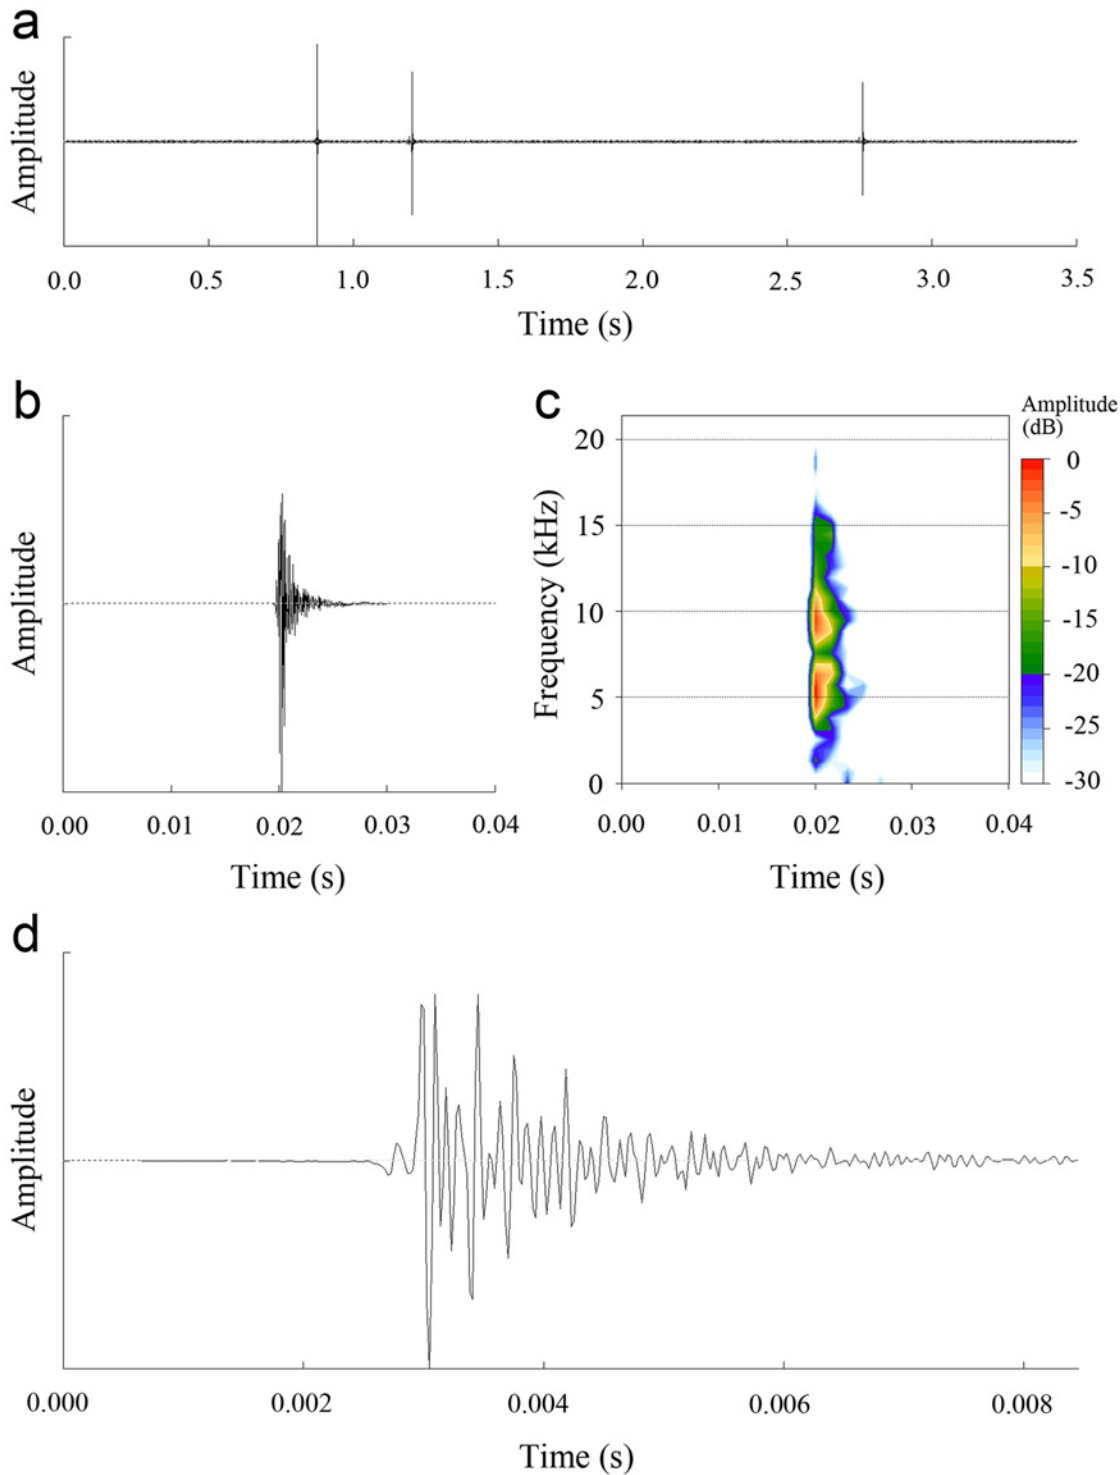 a
Amplitude
0.0 0.5 1.0 1.5 2.0 2.5 3.0 3.5
Time (s)
b
Amplitude
0.00 0.01 0.02 0.03 0.04
Time (s)
c
Amplitude
(dB)
Frequency (kHz)
20
15
10
5
0
0
-5
-10
-15
-20
-25
-30
0.00 0.01 0.02 0.03 0.04
Time (s)
d
Amplitude
0.000 0.002 0.004 0.006 0.008
Time (s)